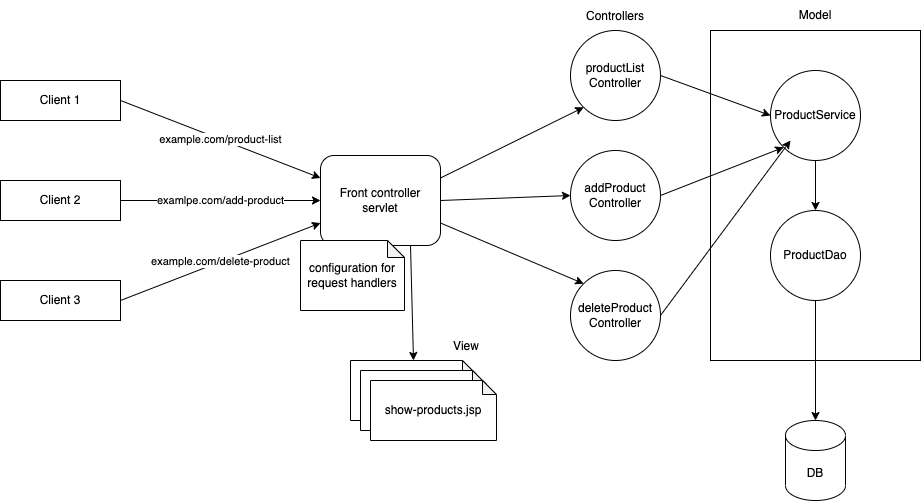 Controllers
Model
productList
Controller
Client 1
ProductService
example.com/product-list
Front controller
servlet
addProduct
Controller
Client 2
examlpe.com/add-product
ProductDao
example.com/delete-product
configuration for
request handlers
Client 3
deleteProduct
Controller
View
show-products.jsp
DB